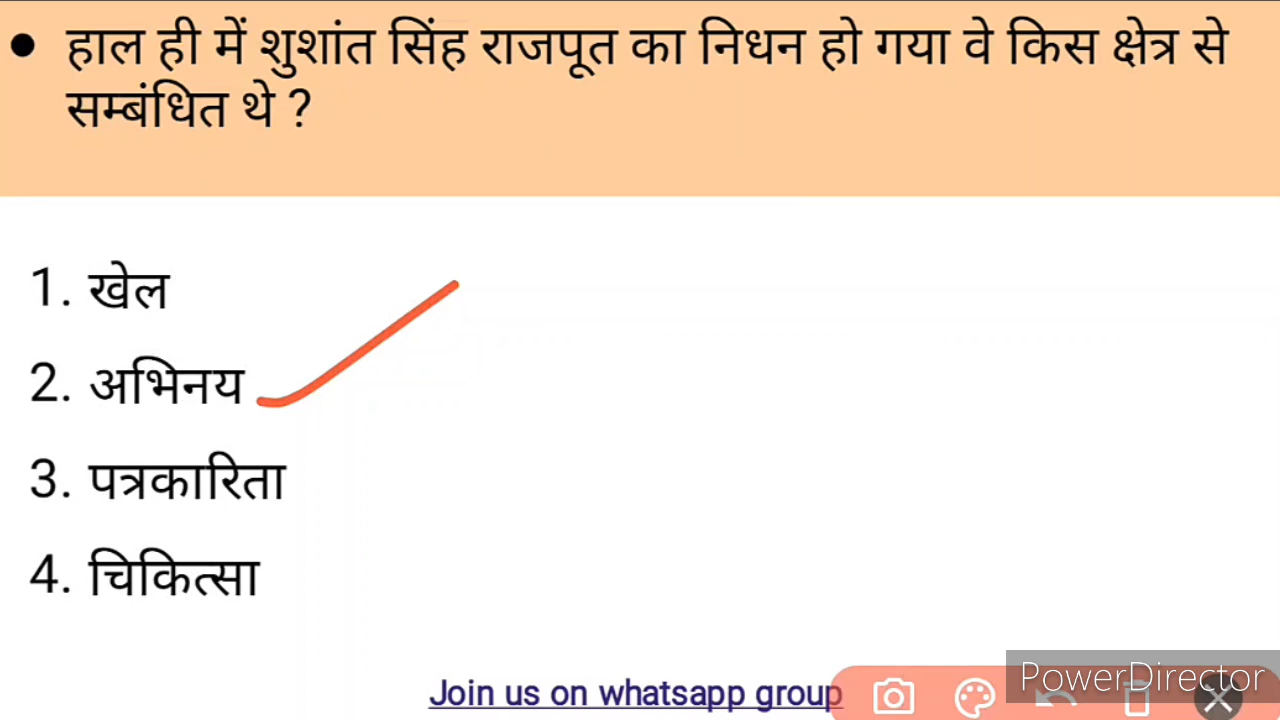 • हाल ही में शुशांत सिंह राजपूत का निधन हो गया वे किस क्षेत्र से
सम्बंधित थे ?
1. खेल
2. अभिनय
3. पत्रकारिता
4. चिकित्सा
Join us on whatsapp group
PowerDirector